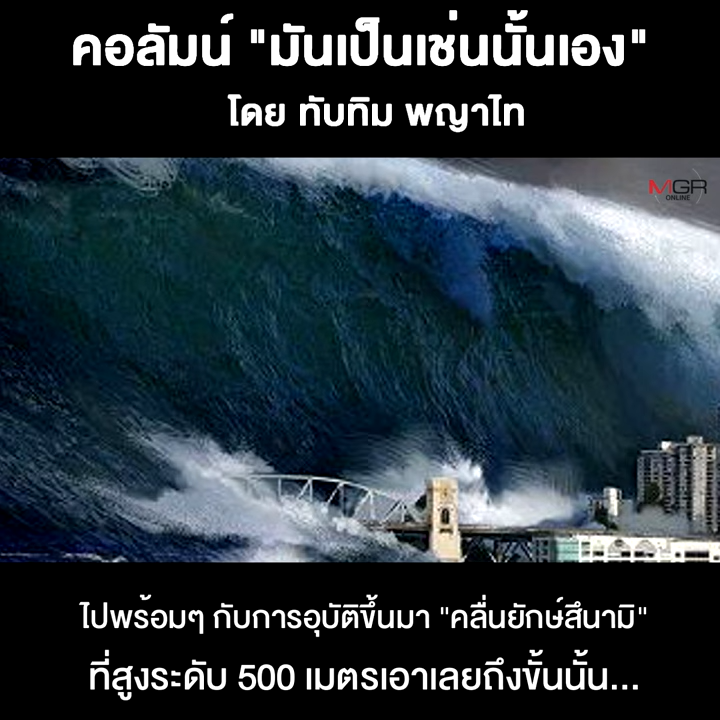 คอลัมน์ "มันเป็นเช่นนั้นเอง"
โดย ทับทิม พญาไท
MGR
ONLINE
ไปพร้อมๆ กับการอุบัติขึ้นมา "คลื่นยักษ์สึนามิ"
ที่สูงระดับ 500 เมตรเอาเลยถึงขั้นนั้น...